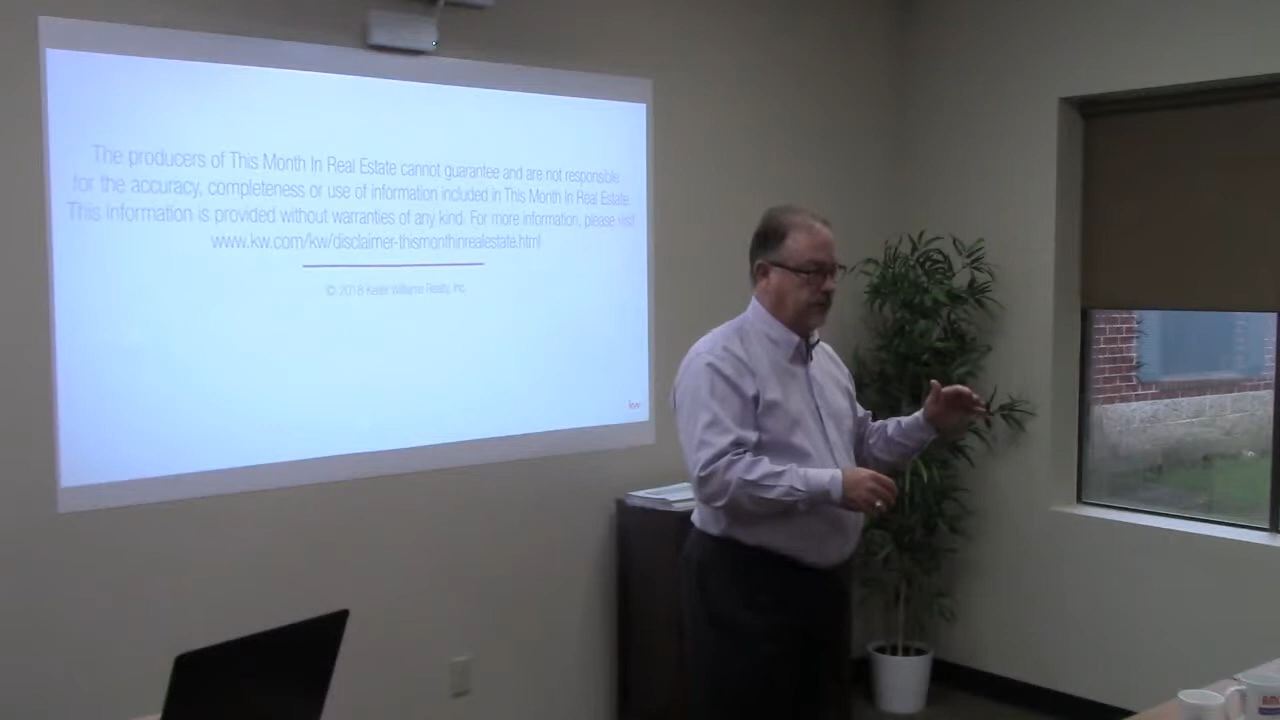 The producers of This Month In Real Estate cannot guarantee and are not responsible
for the accuracy, completeness or use of information included in This Month In Real Estate.
This information is provided without warranties of any kind. For more information, please visit
www.kw.com/kw/disclaimer-thismonthinrealestate.html
© 2018 Keller Williams Realty, Inc.
kw